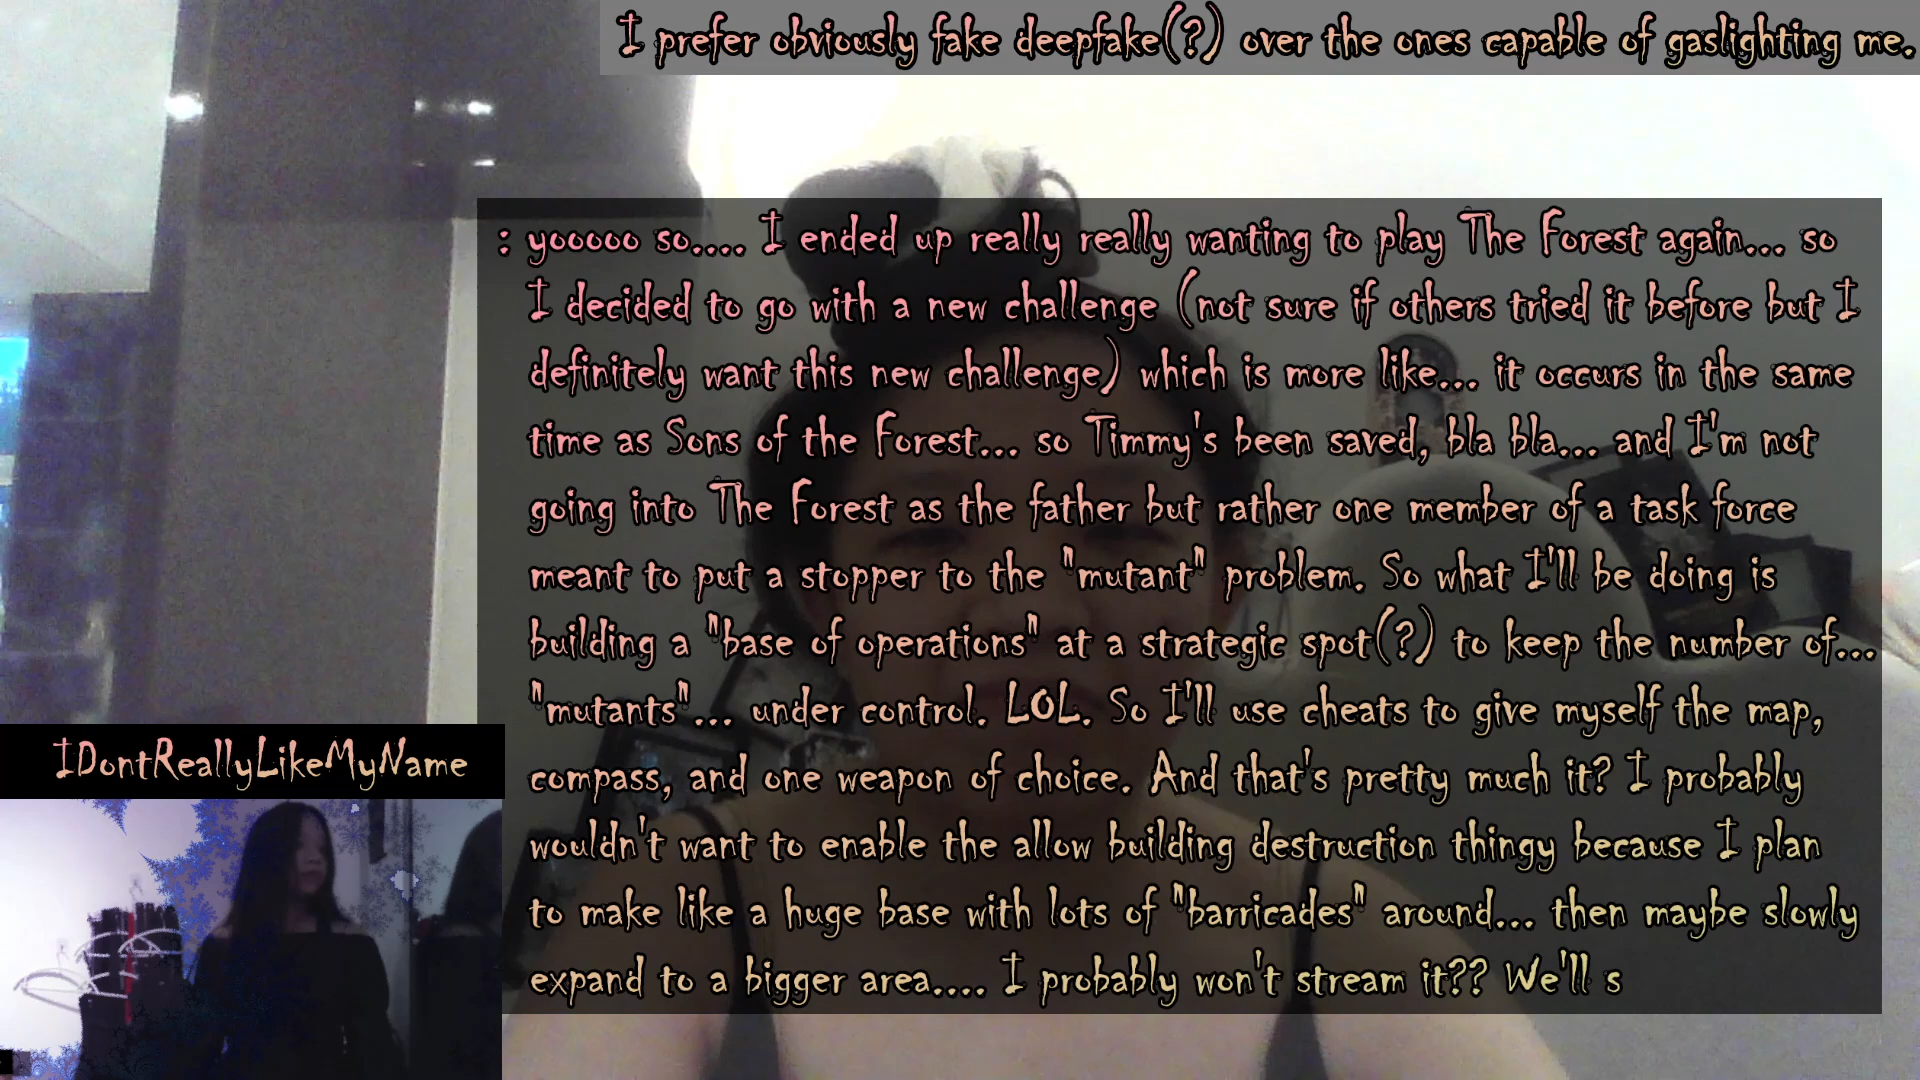 I prefer obviously fake deepfake(?) over the ones capable of gaslighting me.
: yooooo so.... I ended up really really wanting to play The Forest again... so
I decided to go with a new challenge (not sure if others tried it before but I
definitely want this new challenge) which is more like... it occurs in the same
time as Sons of the Forest... so Timmy's been saved, bla bla... and I'm not
going into The Forest as the father but rather one member of a task force
meant to put a stopper to the "mutant" problem. So what I'll be doing is
building a "base of operations" at a strategic spot(?) to keep the number of...
"mutants"... under control. LOL. So I'll use cheats to give myself the map,
compass, and one weapon of choice. And that's pretty much it? I probably
wouldn't want to enable the allow building destruction thingy because I plan
to make like a huge base with lots of "barricades" around... then maybe slowly
expand to a bigger area.... I probably won't stream it?? We'll s
IDontReallyLikeMyName